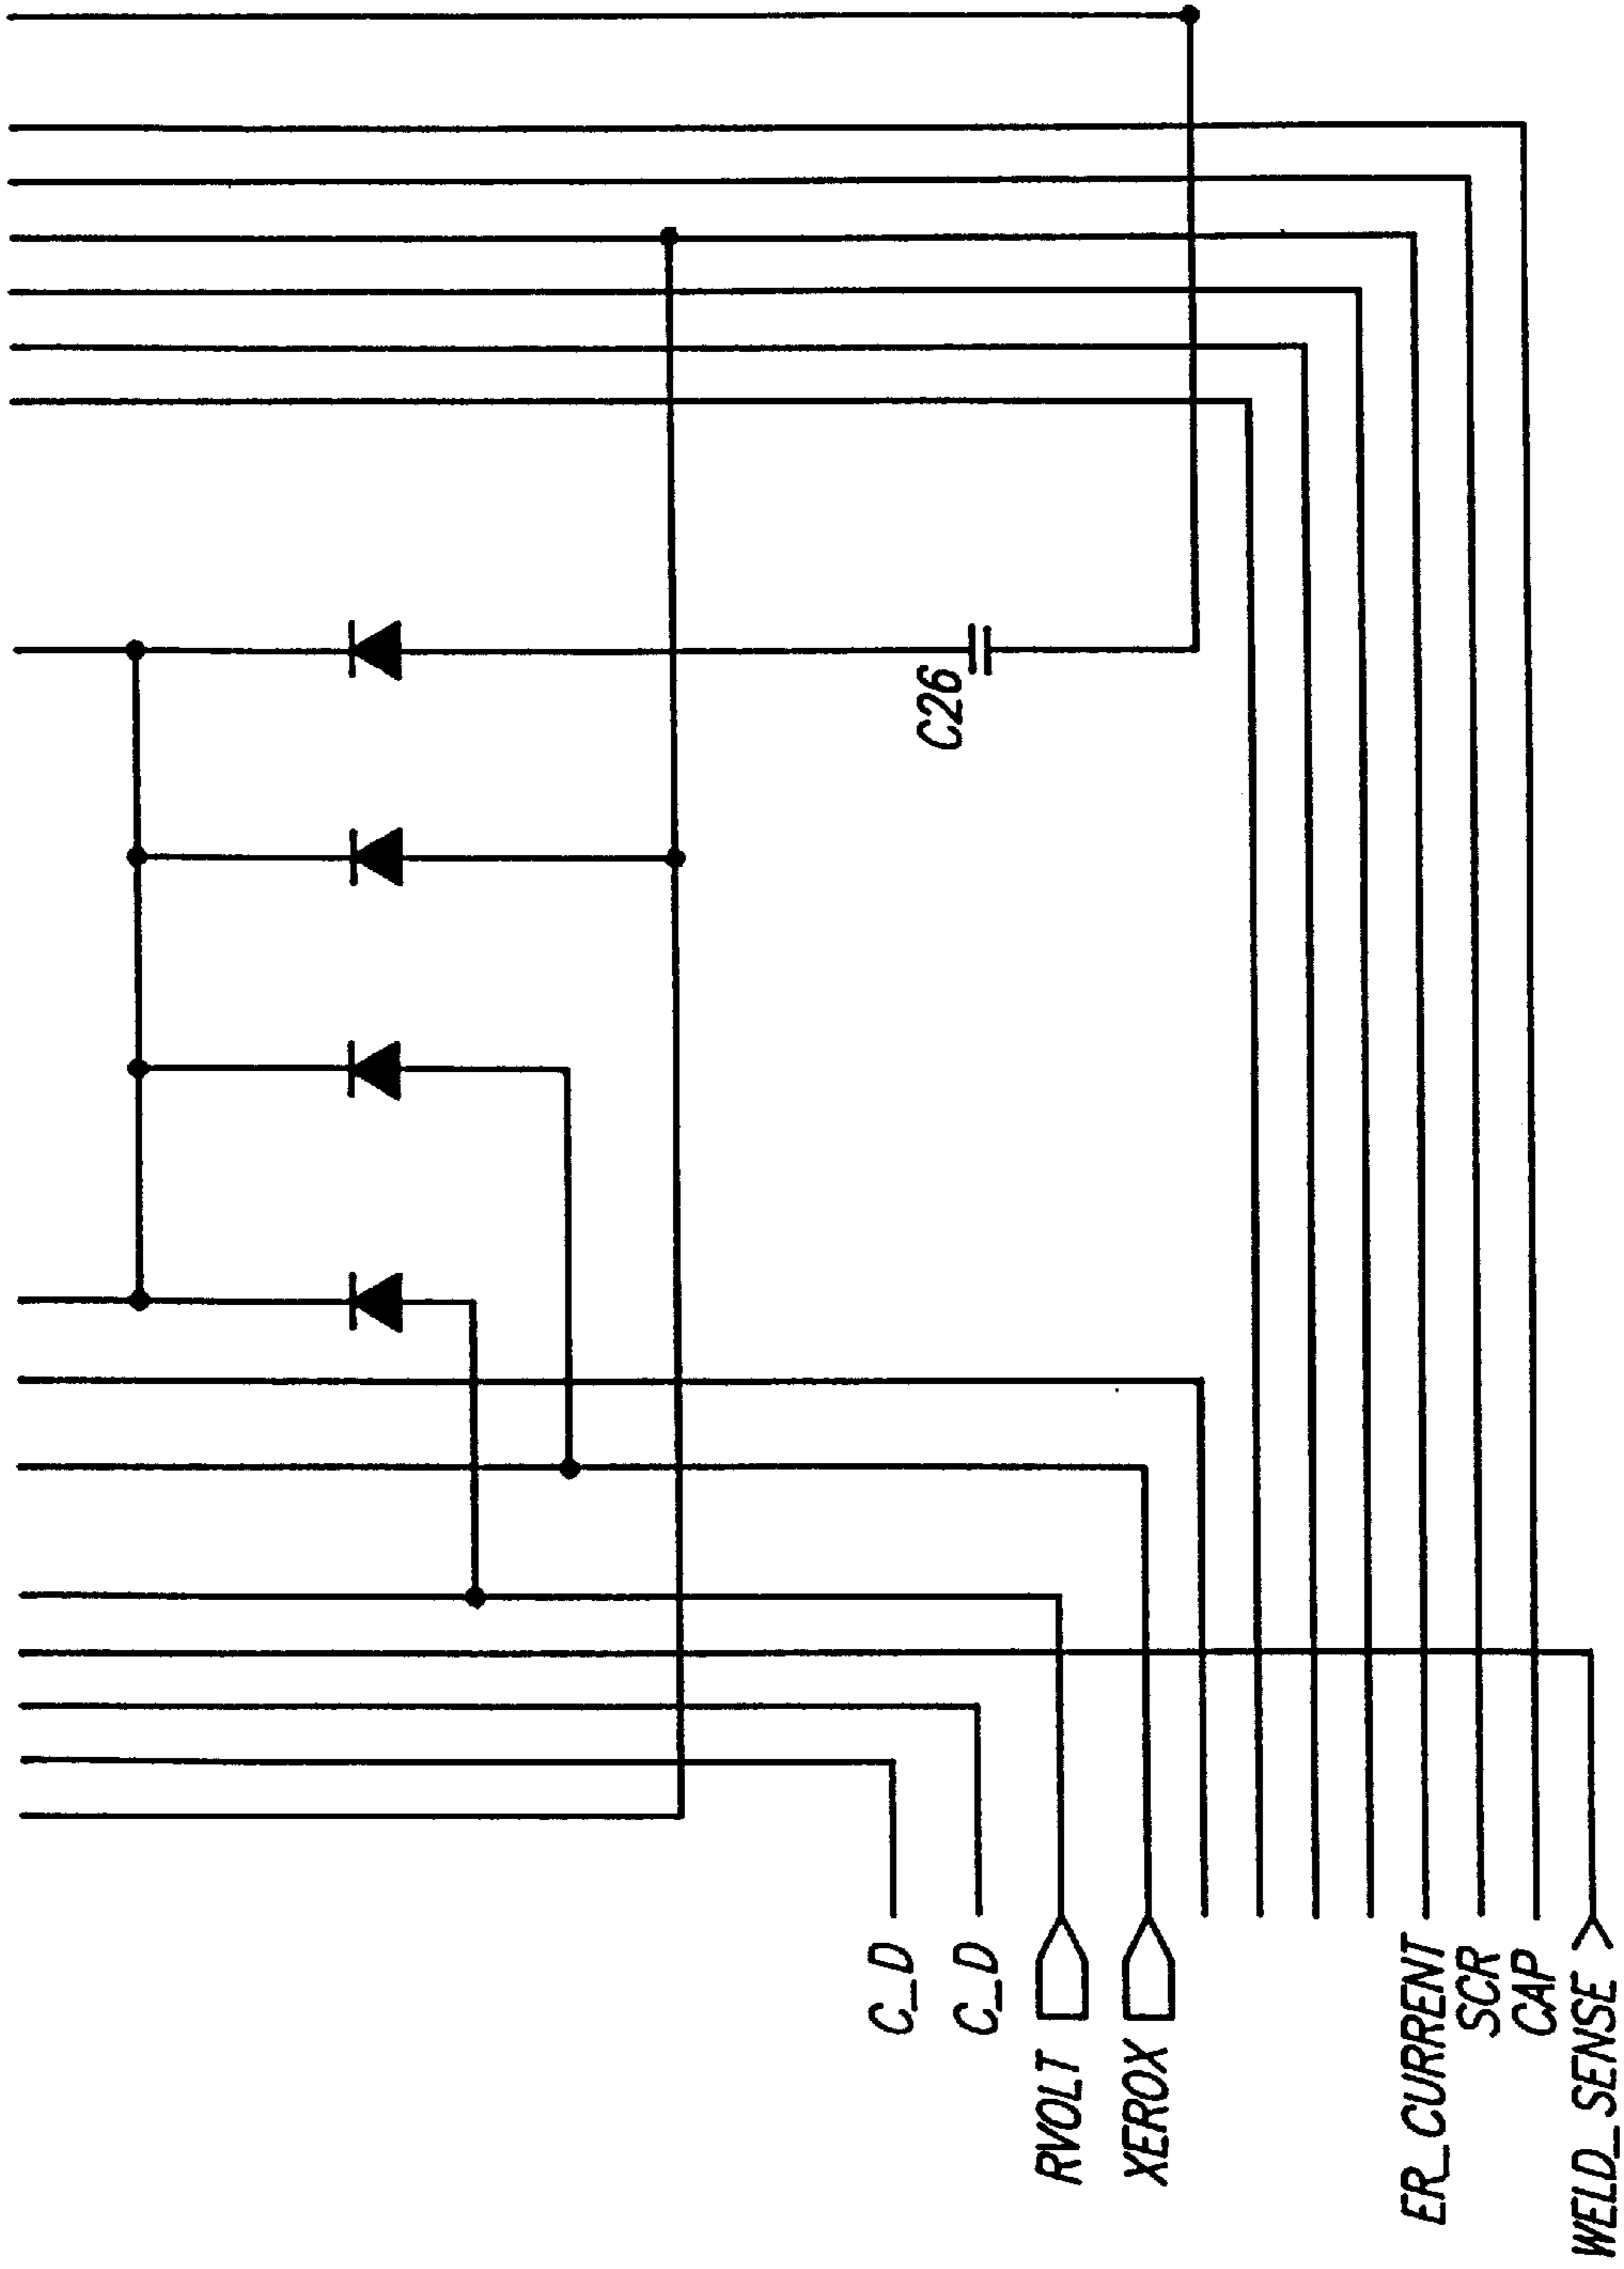 C26
C_D
C_D
RVOLT
XEROX
ER_CURRENT
SCR
CAP
WELD_SENSE >